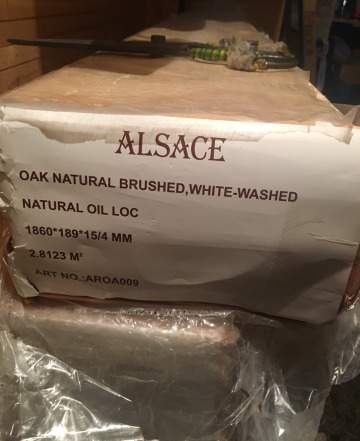 ALSACE
OAK NATURAL BRUSHED,WHITE-WASHED
NATURAL OIL LOC
1860*189*15/4 MM
2.8123 M²
ART NO.:AROA009